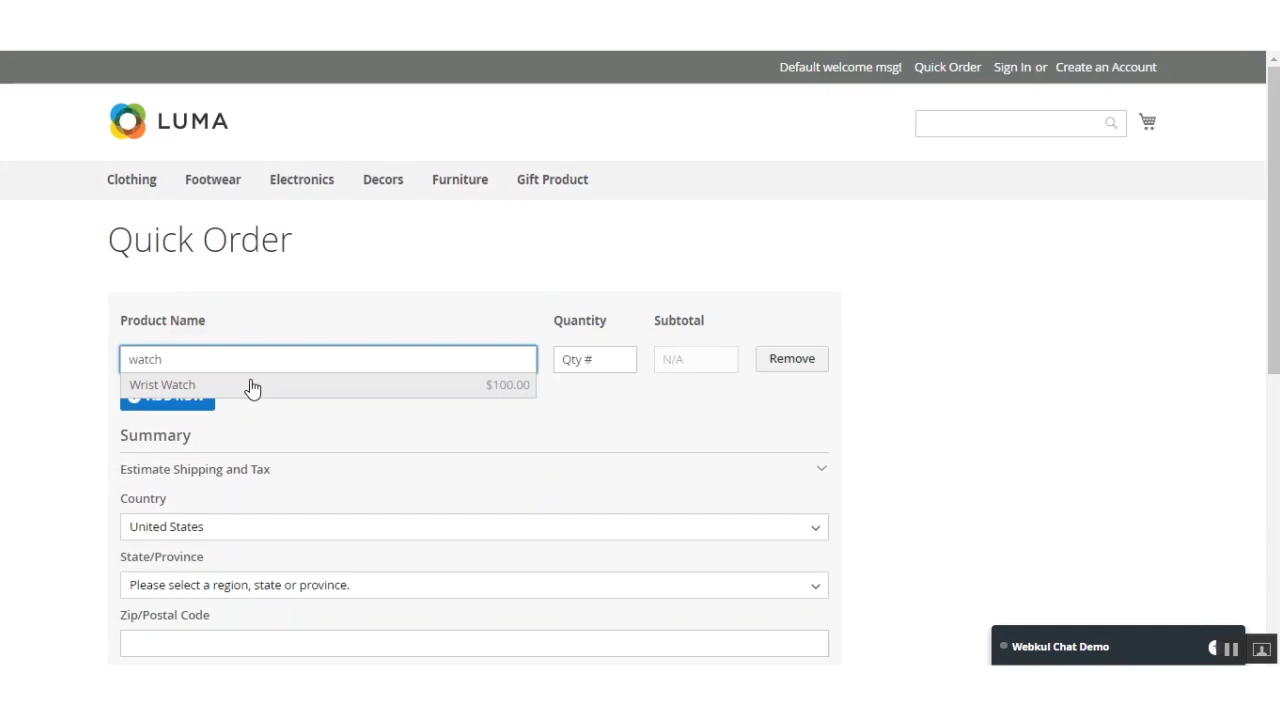 Default welcome msg! Quick Order Sign In or Create an Account
LUMA
Clothing Footwear Electronics Decors Furniture Gift Product
Quick Order
Product Name Quantity Subtotal
watch Qty # N/A Remove
Wrist Watch $100.00
Summary
Estimate Shipping and Tax
Country
United States
State/Province
Please select a region, state or province.
Zip/Postal Code
Webkul Chat Demo